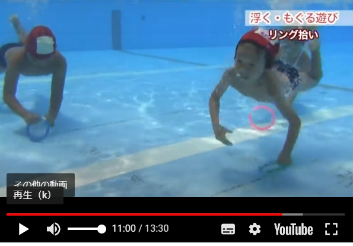 浮く・もぐる遊び
リング拾い
その他の動画
再生（k）
11:00 / 13:30
YouTube